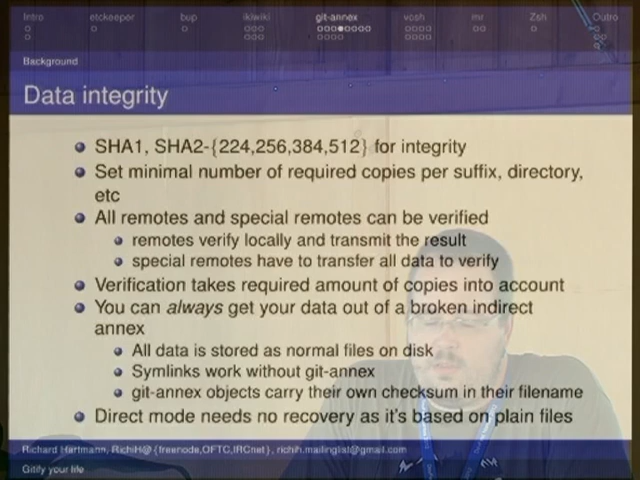 Intro etckeeper bup ikiwiki git-annex vcsh mr Zsh Outro
Background
Data integrity
SHA1, SHA2-{224,256,384,512} for integrity
Set minimal number of required copies per suffix, directory,
etc
All remotes and special remotes can be verified
remotes verify locally and transmit the result
special remotes have to transfer all data to verify
Verification takes required amount of copies into account
You can always get your data out of a broken indirect
annex
All data is stored as normal files on disk
Symlinks work without git-annex
git-annex objects carry their own checksum in their filename
Direct mode needs no recovery as it's based on plain files
Richard Hartmann, RichiH@{freenode,OFTC,IRCnet}, richih.mailinglist@gmail.com
Gitify your life